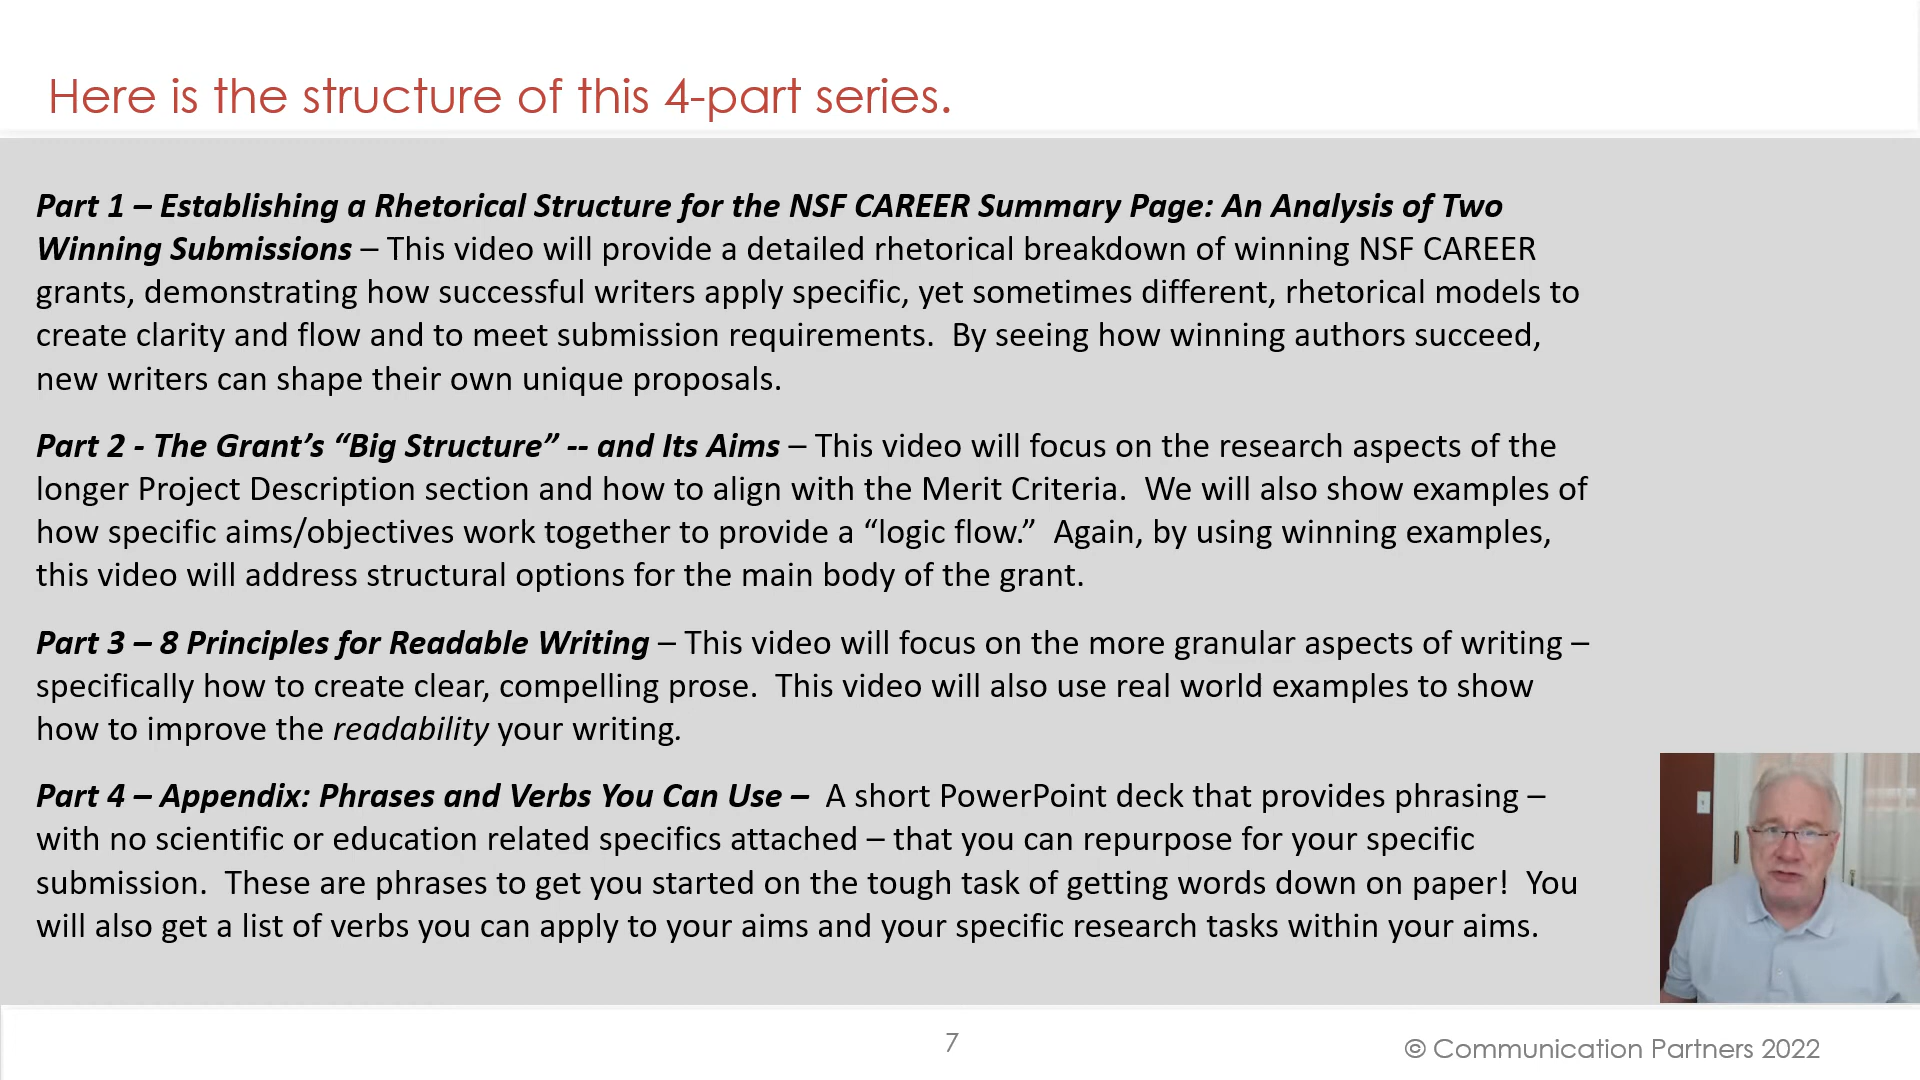 Here is the structure of this 4-part series.
Part 1 – Establishing a Rhetorical Structure for the NSF CAREER Summary Page: An Analysis of Two
Winning Submissions – This video will provide a detailed rhetorical breakdown of winning NSF CAREER
grants, demonstrating how successful writers apply specific, yet sometimes different, rhetorical models to
create clarity and flow and to meet submission requirements.  By seeing how winning authors succeed,
new writers can shape their own unique proposals.
Part 2 - The Grant’s “Big Structure” -- and Its Aims – This video will focus on the research aspects of the
longer Project Description section and how to align with the Merit Criteria.  We will also show examples of
how specific aims/objectives work together to provide a “logic flow.”  Again, by using winning examples,
this video will address structural options for the main body of the grant.
Part 3 – 8 Principles for Readable Writing – This video will focus on the more granular aspects of writing –
specifically how to create clear, compelling prose.  This video will also use real world examples to show
how to improve the readability your writing.
Part 4 – Appendix: Phrases and Verbs You Can Use –  A short PowerPoint deck that provides phrasing –
with no scientific or education related specifics attached – that you can repurpose for your specific
submission.  These are phrases to get you started on the tough task of getting words down on paper!  You
will also get a list of verbs you can apply to your aims and your specific research tasks within your aims.
7
© Communication Partners 2022